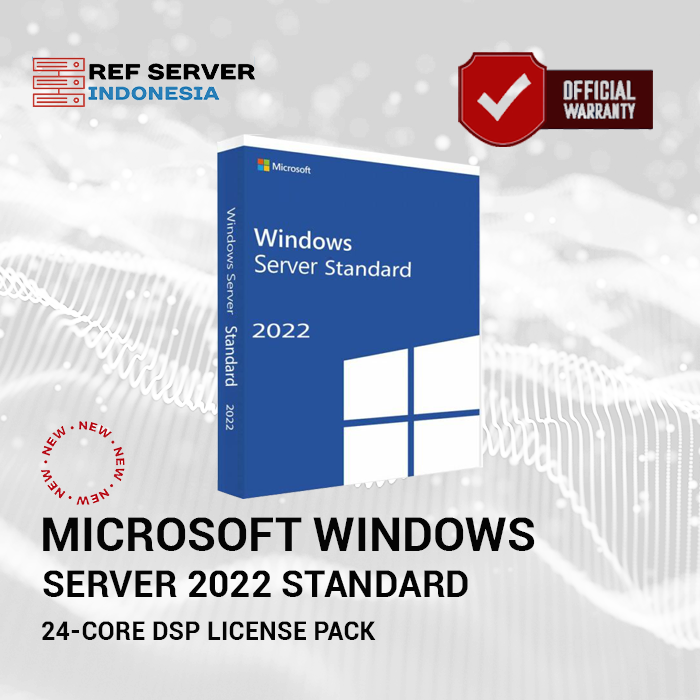 REF SERVER
INDONESIA
OFFICIAL
WARRANTY
Microsoft
Windows
Server Standard
2022
Windows Server Standard 2022
NEW • NEW • NEW • NEW • NEW •
MICROSOFT WINDOWS
SERVER 2022 STANDARD
24-CORE DSP LICENSE PACK